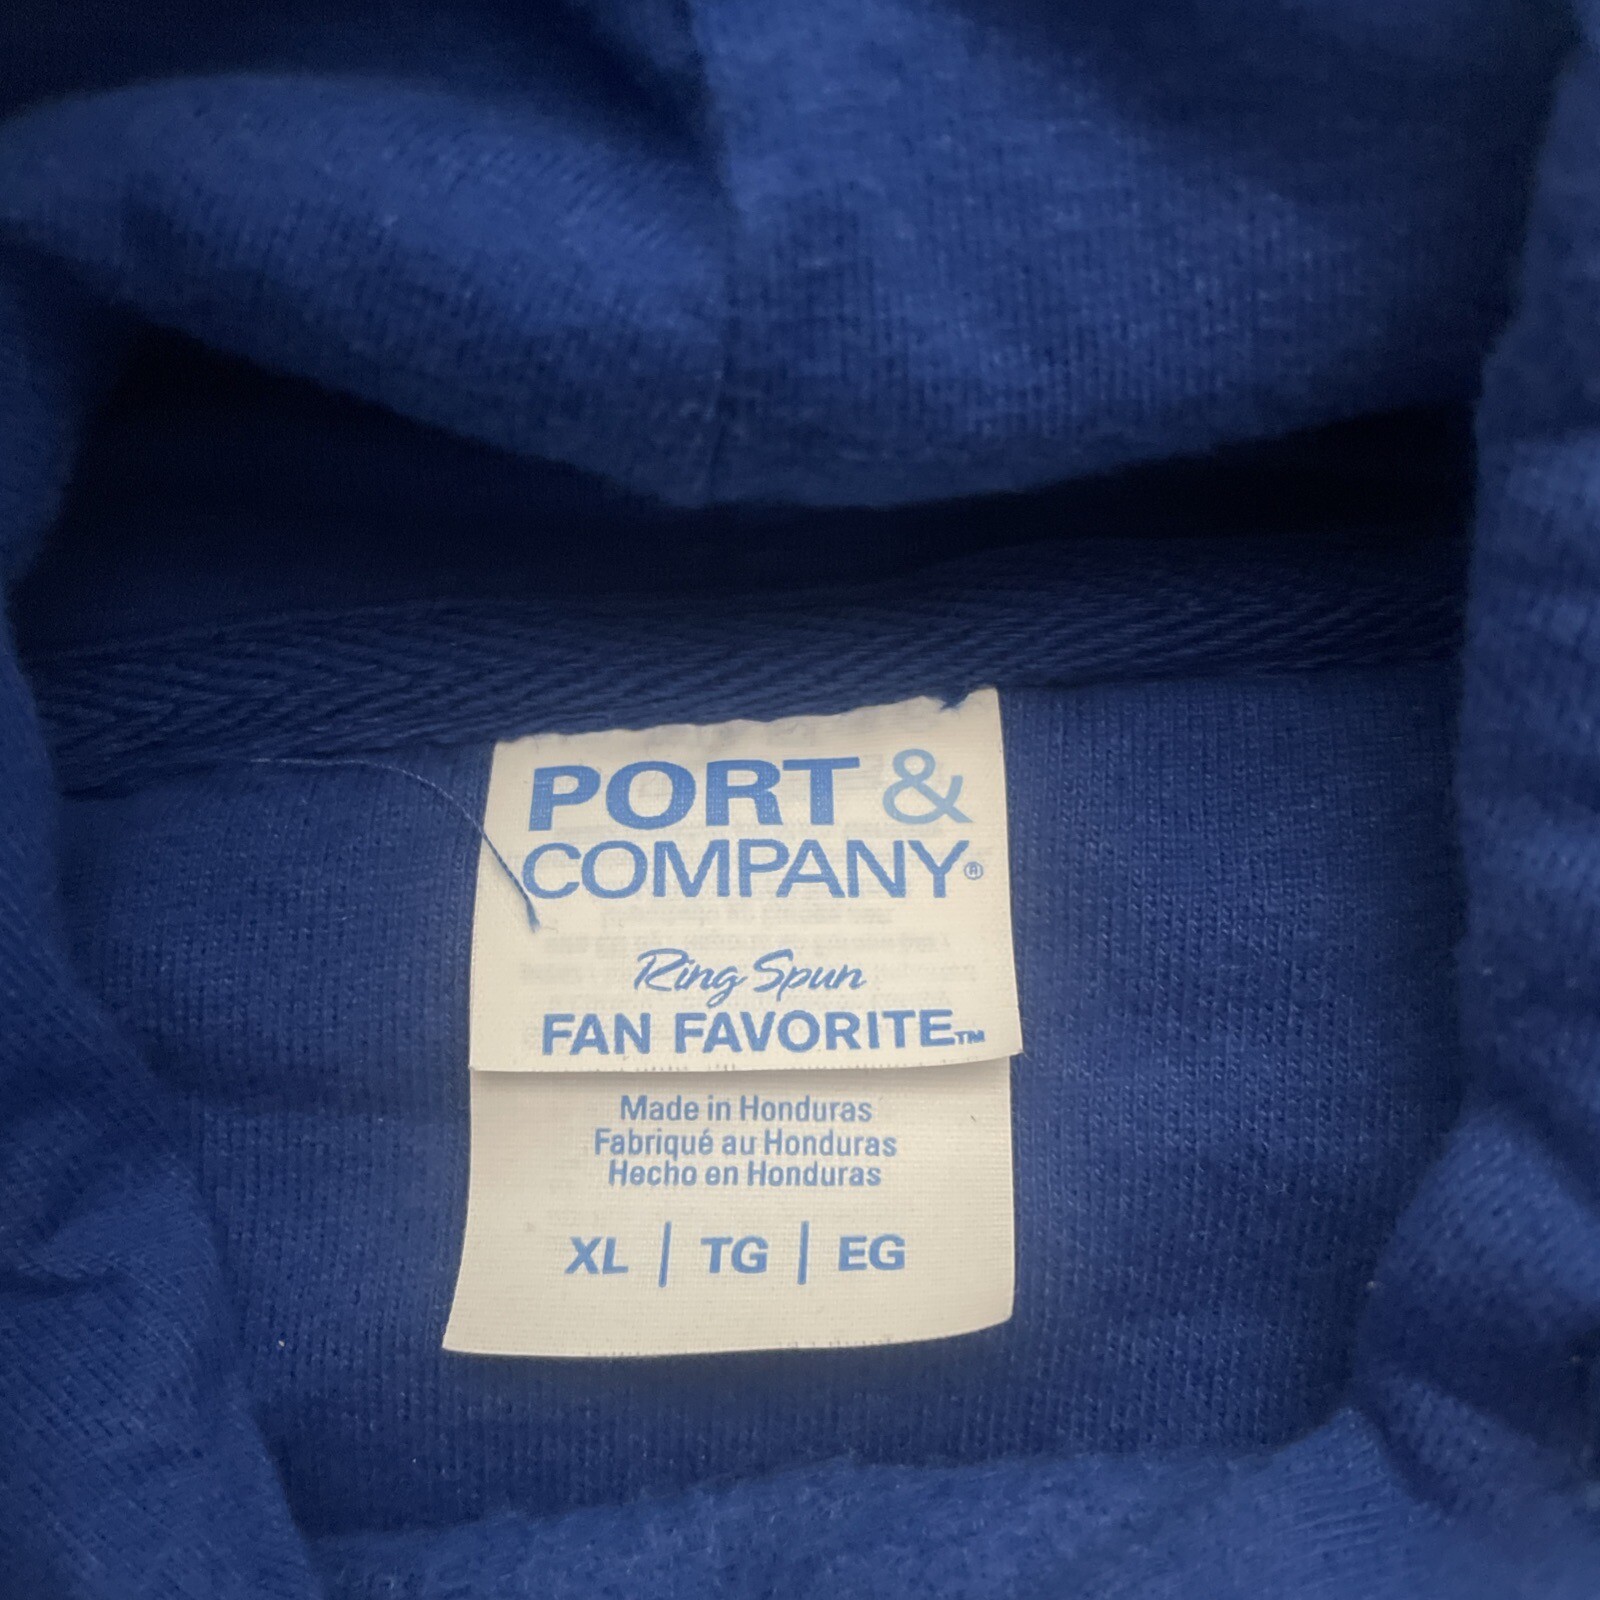 PORT &
COMPANY®
Ring Spun
FAN FAVORITE™
Made in Honduras
Fabriqué au Honduras
Hecho en Honduras
XL | TG | EG